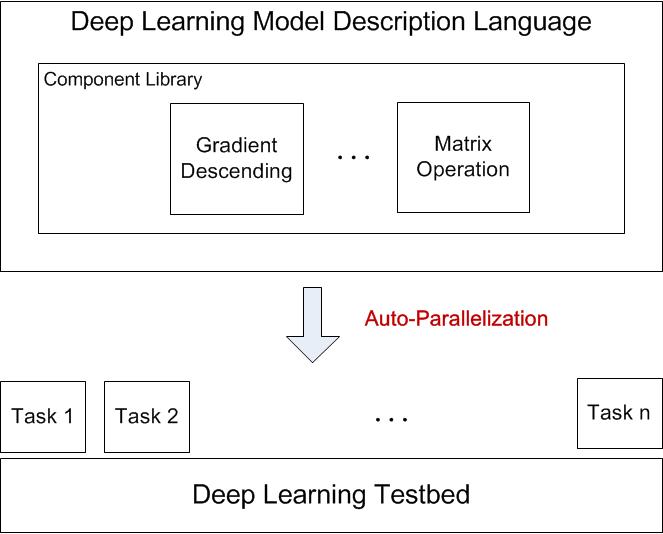 Deep Learning Model Description Language
Component Library
Gradient
Descending
. . .
Matrix
Operation
Auto-Parallelization
Task 1
Task 2
. . .
Task n
Deep Learning Testbed